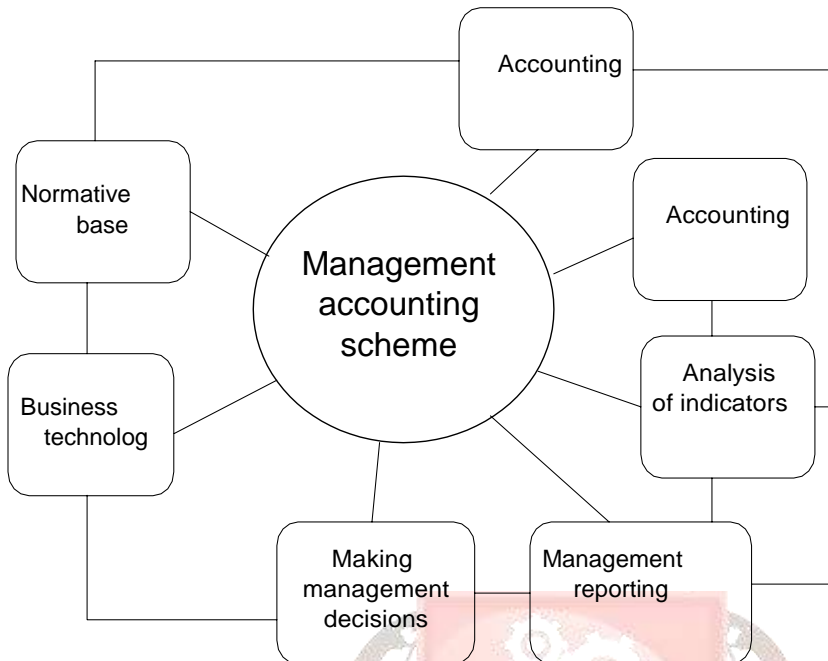 Accounting
Normative
base
Accounting
Management
accounting
scheme
Analysis
of indicators
Business
technolog
Making
management
decisions
Management
reporting